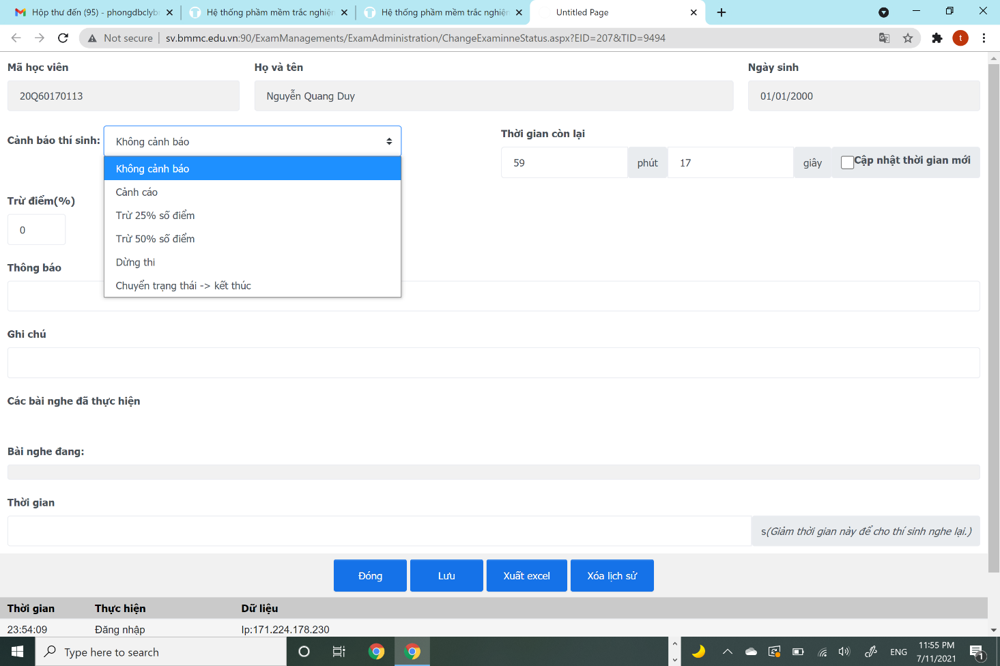 Hộp thư đến (95) - phongdbclyb
Hệ thống phầm mềm trắc nghiện
Hệ thống phầm mềm trắc nghiện
Untitled Page
Not secure
sv.bmmc.edu.vn:90/ExamManagements/ExamAdministration/ChangeExaminneStatus.aspx?EID=207&TID=9494
t
Mã học viên
Họ và tên
Ngày sinh
20Q60170113
Nguyễn Quang Duy
01/01/2000
Cảnh báo thí sinh:
Không cảnh báo
Thời gian còn lại
59
phút
17
giây
Cập nhật thời gian mới
Không cảnh báo
Cảnh cáo
Trừ 25% số điểm
Trừ 50% số điểm
Dừng thi
Chuyển trạng thái -> kết thúc
Trừ điểm(%)
0
Thông báo
Ghi chú
Các bài nghe đã thực hiện
Bài nghe đang:
Thời gian
s(Giảm thời gian này để cho thí sinh nghe lại.)
Đóng
Lưu
Xuất excel
Xóa lịch sử
Thời gian
Thực hiện
Dữ liệu
23:54:09
Đăng nhập
Ip:171.224.178.230
Type here to search
ENG
11:55 PM
7/11/2021
1